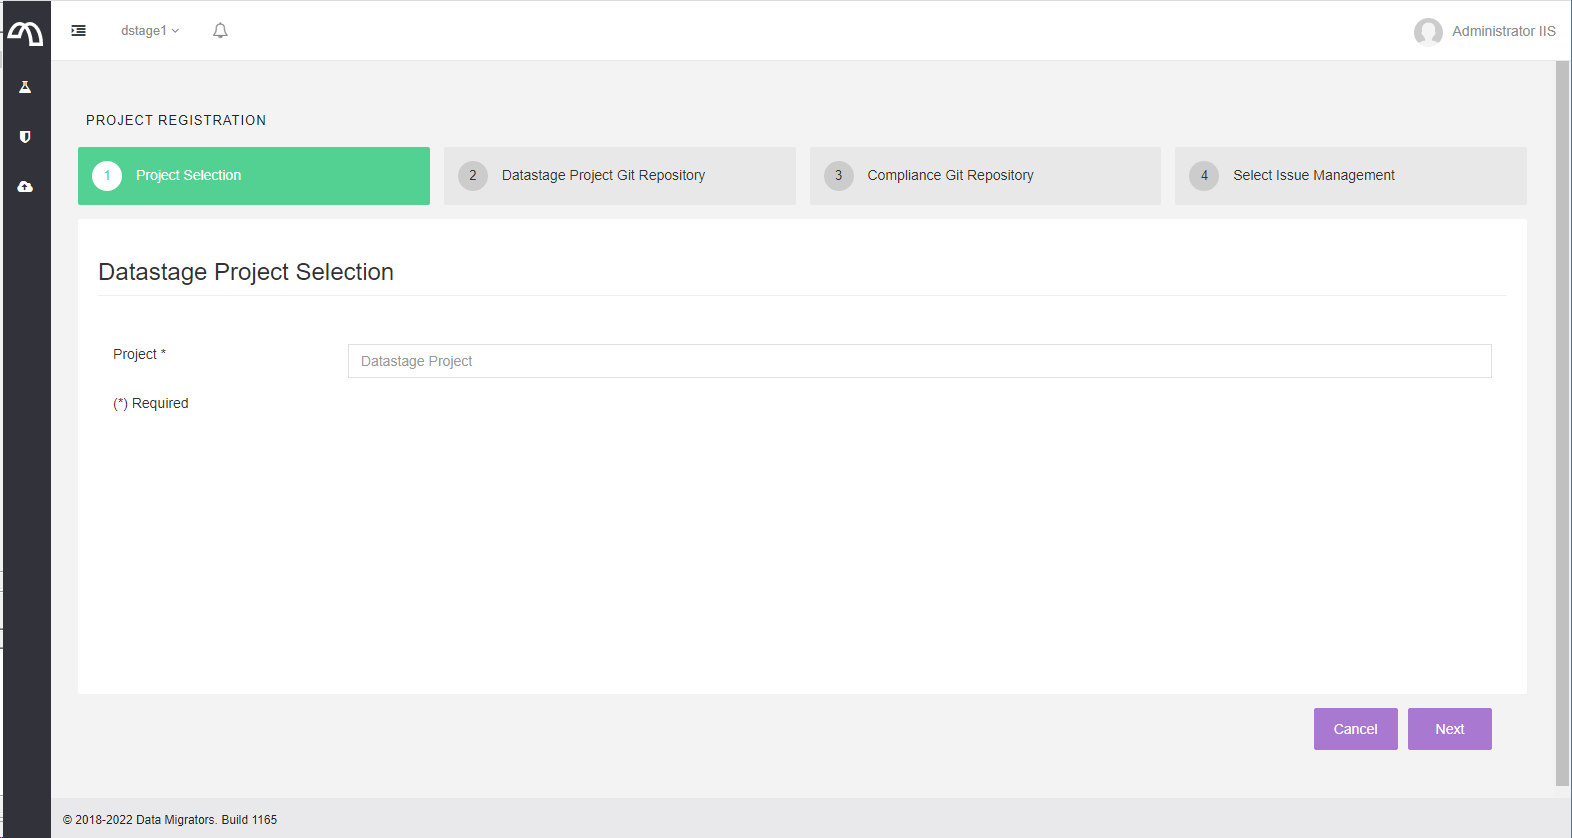 dstage1
Administrator IIS
PROJECT REGISTRATION
1 Project Selection
2 Datastage Project Git Repository
3 Compliance Git Repository
4 Select Issue Management
Datastage Project Selection
Project *
Datastage Project
(*) Required
Cancel
Next
© 2018-2022 Data Migrators. Build 1165